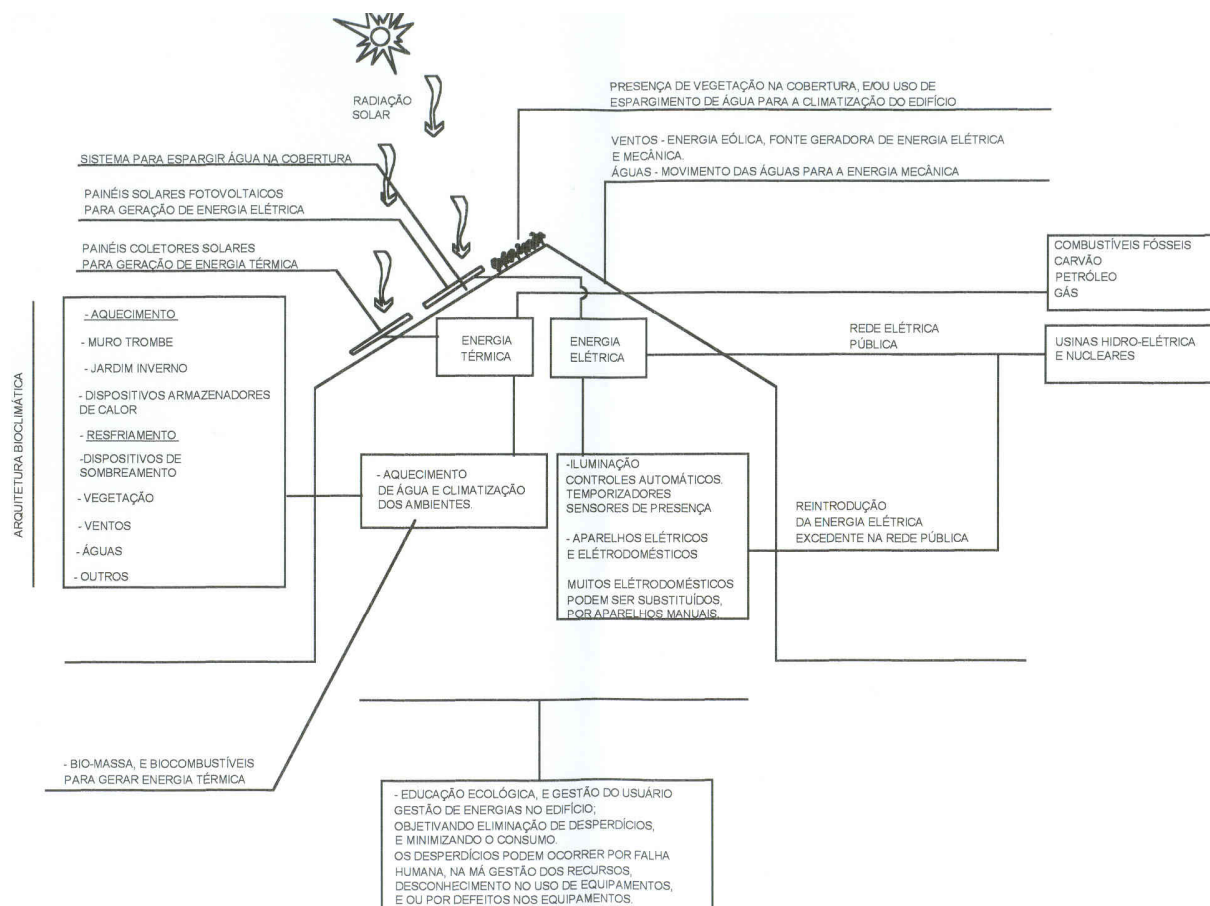 RADIAÇÃO
SOLAR
PRESENÇA DE VEGETAÇÃO NA COBERTURA, E/OU USO DE
ESPARGIMENTO DE ÁGUA PARA A CLIMATIZAÇÃO DO EDIFÍCIO
VENTOS - ENERGIA EÓLICA, FONTE GERADORA DE ENERGIA ELÉTRICA
E MECÂNICA.
ÁGUAS - MOVIMENTO DAS ÁGUAS PARA A ENERGIA MECÂNICA
SISTEMA PARA ESPARGIR ÁGUA NA COBERTURA
PAINÉIS SOLARES FOTOVOLTAICOS
PARA GERAÇÃO DE ENERGIA ELÉTRICA
PAINÉIS COLETORES SOLARES
PARA GERAÇÃO DE ENERGIA TÉRMICA
COMBUSTÍVEIS FÓSSEIS
CARVÃO
PETRÓLEO
GÁS
ARQUITETURA BIOCLIMÁTICA
- AQUECIMENTO
- MURO TROMBE
- JARDIM INVERNO
- DISPOSITIVOS ARMAZENADORES
DE CALOR
- RESFRIAMENTO
-DISPOSITIVOS DE
SOMBREAMENTO
- VEGETAÇÃO
- VENTOS
- ÁGUAS
- OUTROS
ENERGIA
TÉRMICA
ENERGIA
ELÉTRICA
REDE ELÉTRICA
PÚBLICA
USINAS HIDRO-ELÉTRICA
E NUCLEARES
- AQUECIMENTO
DE ÁGUA E CLIMATIZAÇÃO
DOS AMBIENTES.
-ILUMINAÇÃO
CONTROLES AUTOMÁTICOS.
TEMPORIZADORES
SENSORES DE PRESENÇA
- APARELHOS ELÉTRICOS
E ELÉTRODOMÉSTICOS
MUITOS ELÉTRODOMÉSTICOS
PODEM SER SUBSTITUÍDOS,
POR APARELHOS MANUAIS.
REINTRODUÇÃO
DA ENERGIA ELÉTRICA
EXCEDENTE NA REDE PÚBLICA
- BIO-MASSA, E BIOCOMBUSTÍVEIS
PARA GERAR ENERGIA TÉRMICA
- EDUCAÇÃO ECOLÓGICA, E GESTÃO DO USUÁRIO
GESTÃO DE ENERGIAS NO EDIFÍCIO;
OBJETIVANDO ELIMINAÇÃO DE DESPERDÍCIOS,
E MINIMIZANDO O CONSUMO.
OS DESPERDÍCIOS PODEM OCORRER POR FALHA
HUMANA, NA MÁ GESTÃO DOS RECURSOS,
DESCONHECIMENTO NO USO DE EQUIPAMENTOS,
E OU POR DEFEITOS NOS EQUIPAMENTOS.